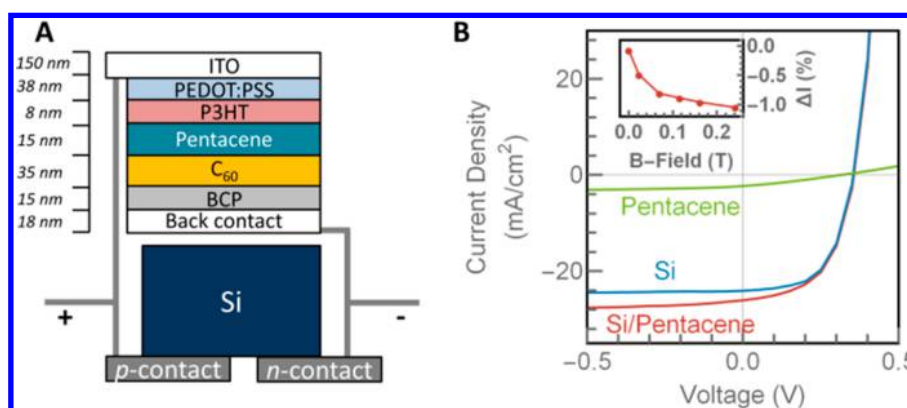 A
150 nm
38 nm
8 nm
15 nm
35 nm
15 nm
18 nm
ITO
PEDOT:PSS
P3HT
Pentacene
C60
BCP
Back contact
Si
+
-
p-contact
n-contact
B
Current Density
(mA/cm²)
20
0
−20
−0.5
0.0
0.5
Voltage (V)
Pentacene
Si
Si/Pentacene
0.0
−0.5
−1.0
ΔI (%)
0.0
0.1
0.2
B−Field (T)